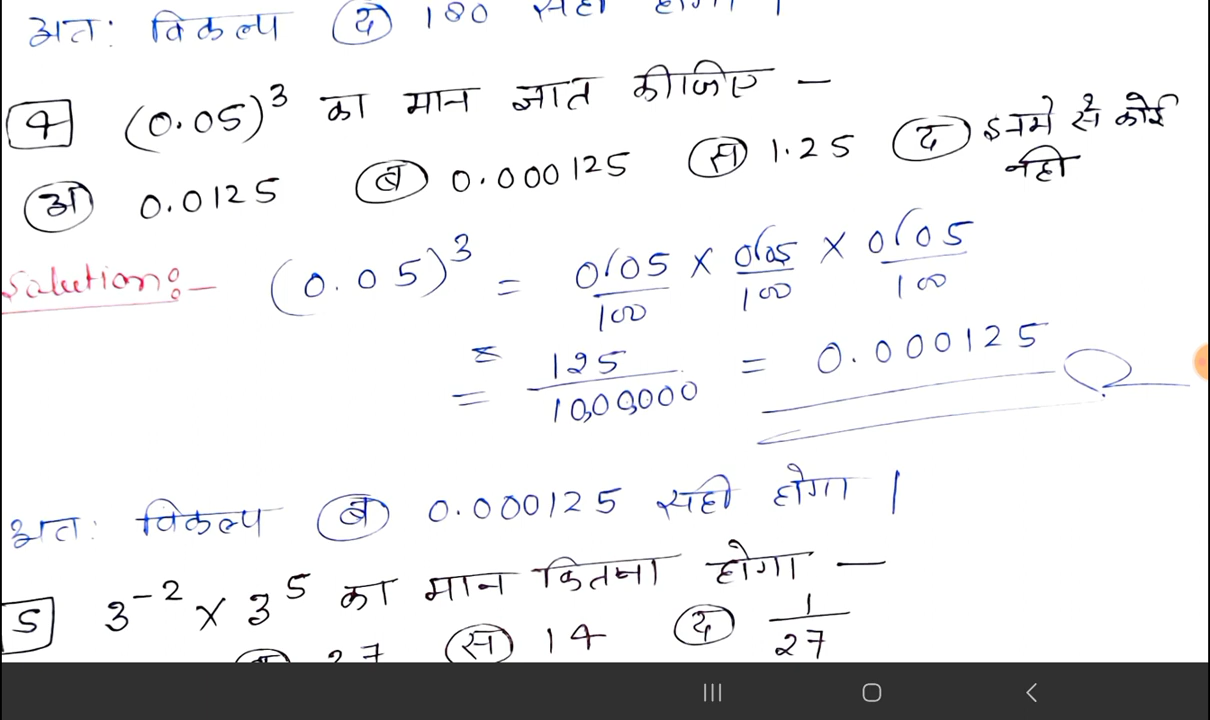 अतः विकल्प (द) 180 सही होगा |
4 (0.05)³ का मान ज्ञात कीजिए –
(अ) 0.0125 (ब) 0.000125 (स) 1.25 (द) इनमे से कोई नही
Solution:- (0.05)³ = 0.05/100 × 0.05/100 × 0.05/100
= 125/1000000 = 0.000125
अतः विकल्प (ब) 0.000125 सही होगा |
5 3⁻² × 3⁵ का मान कितना होगा –
27 (स) 14 (द) 1/27